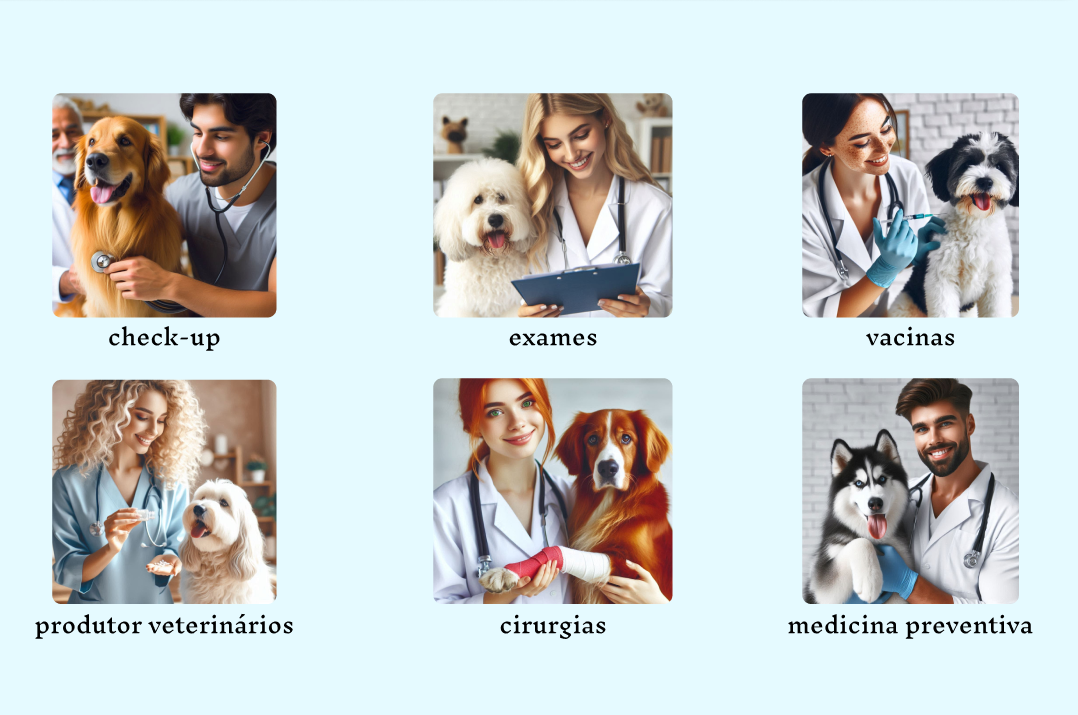 check-up
exames
vacinas
produtor veterinários
cirurgias
medicina preventiva